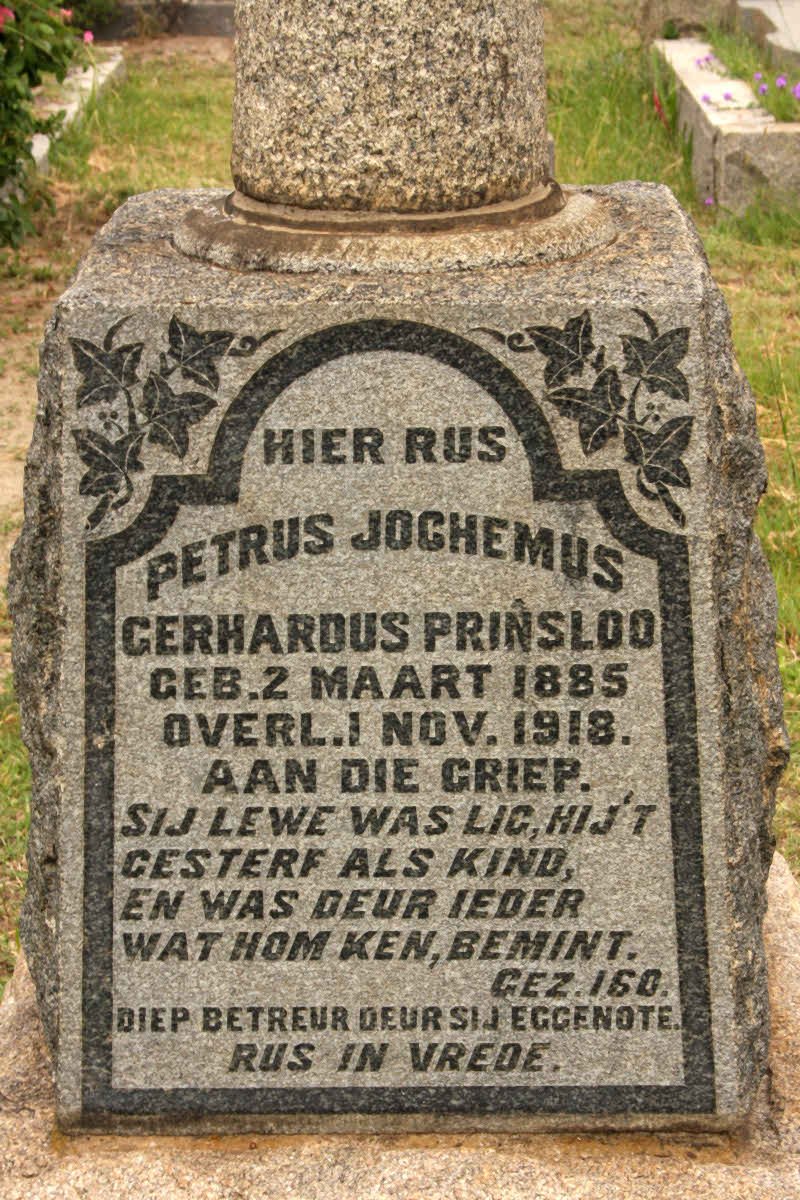 HIER RUS
PETRUS JOCHEMUS
GERHARDUS PRINSLOO
GEB. 2 MAART 1885
OVERL. 1 NOV. 1918.
AAN DIE GRIEP.
SIJ LEWE WAS LIG, HIJ'T
GESTERF ALS KIND,
EN WAS DEUR IEDER
WAT HOM KEN, BEMINT.
GEZ. 160.
DIEP BETREUR DEUR SIJ EGGENOTE.
RUS IN VREDE.